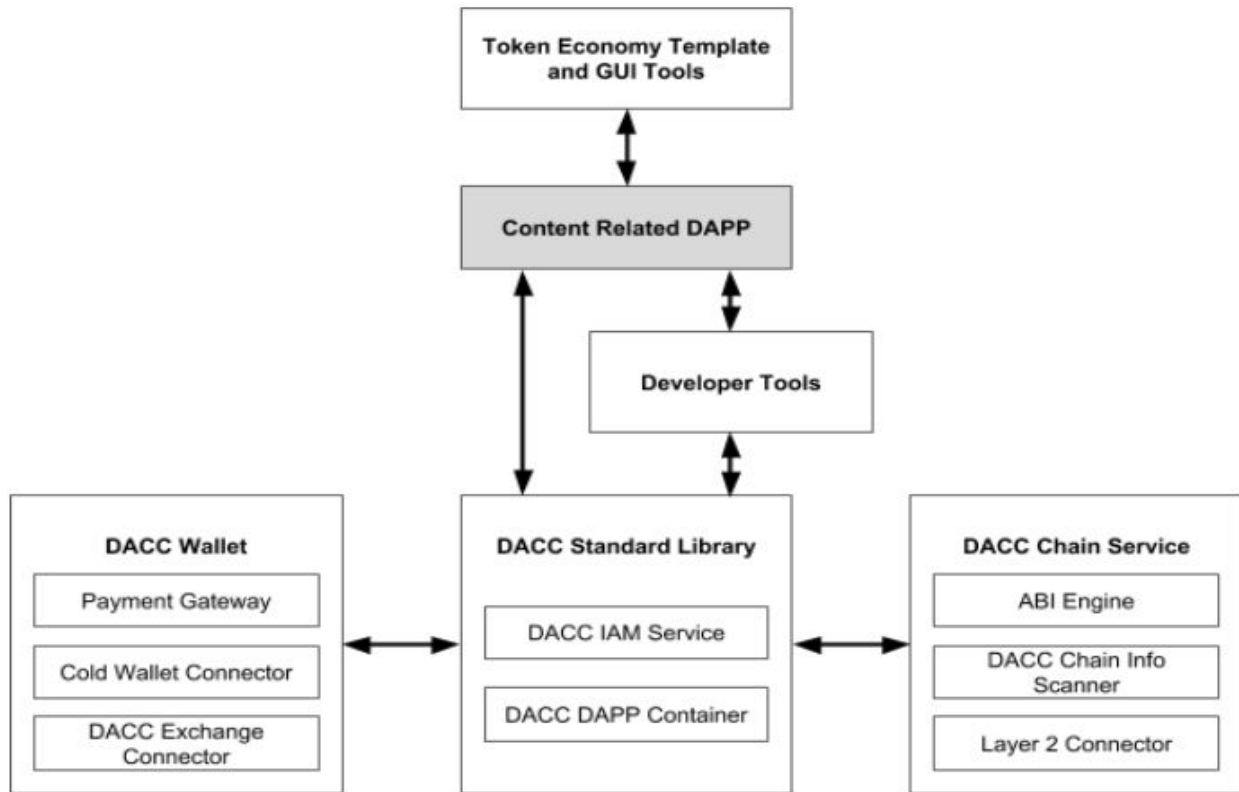 Token Economy Template
and GUI Tools
Content Related DAPP
Developer Tools
DACC Wallet
Payment Gateway
Cold Wallet Connector
DACC Exchange
Connector
DACC Standard Library
DACC IAM Service
DACC DAPP Container
DACC Chain Service
ABI Engine
DACC Chain Info
Scanner
Layer 2 Connector